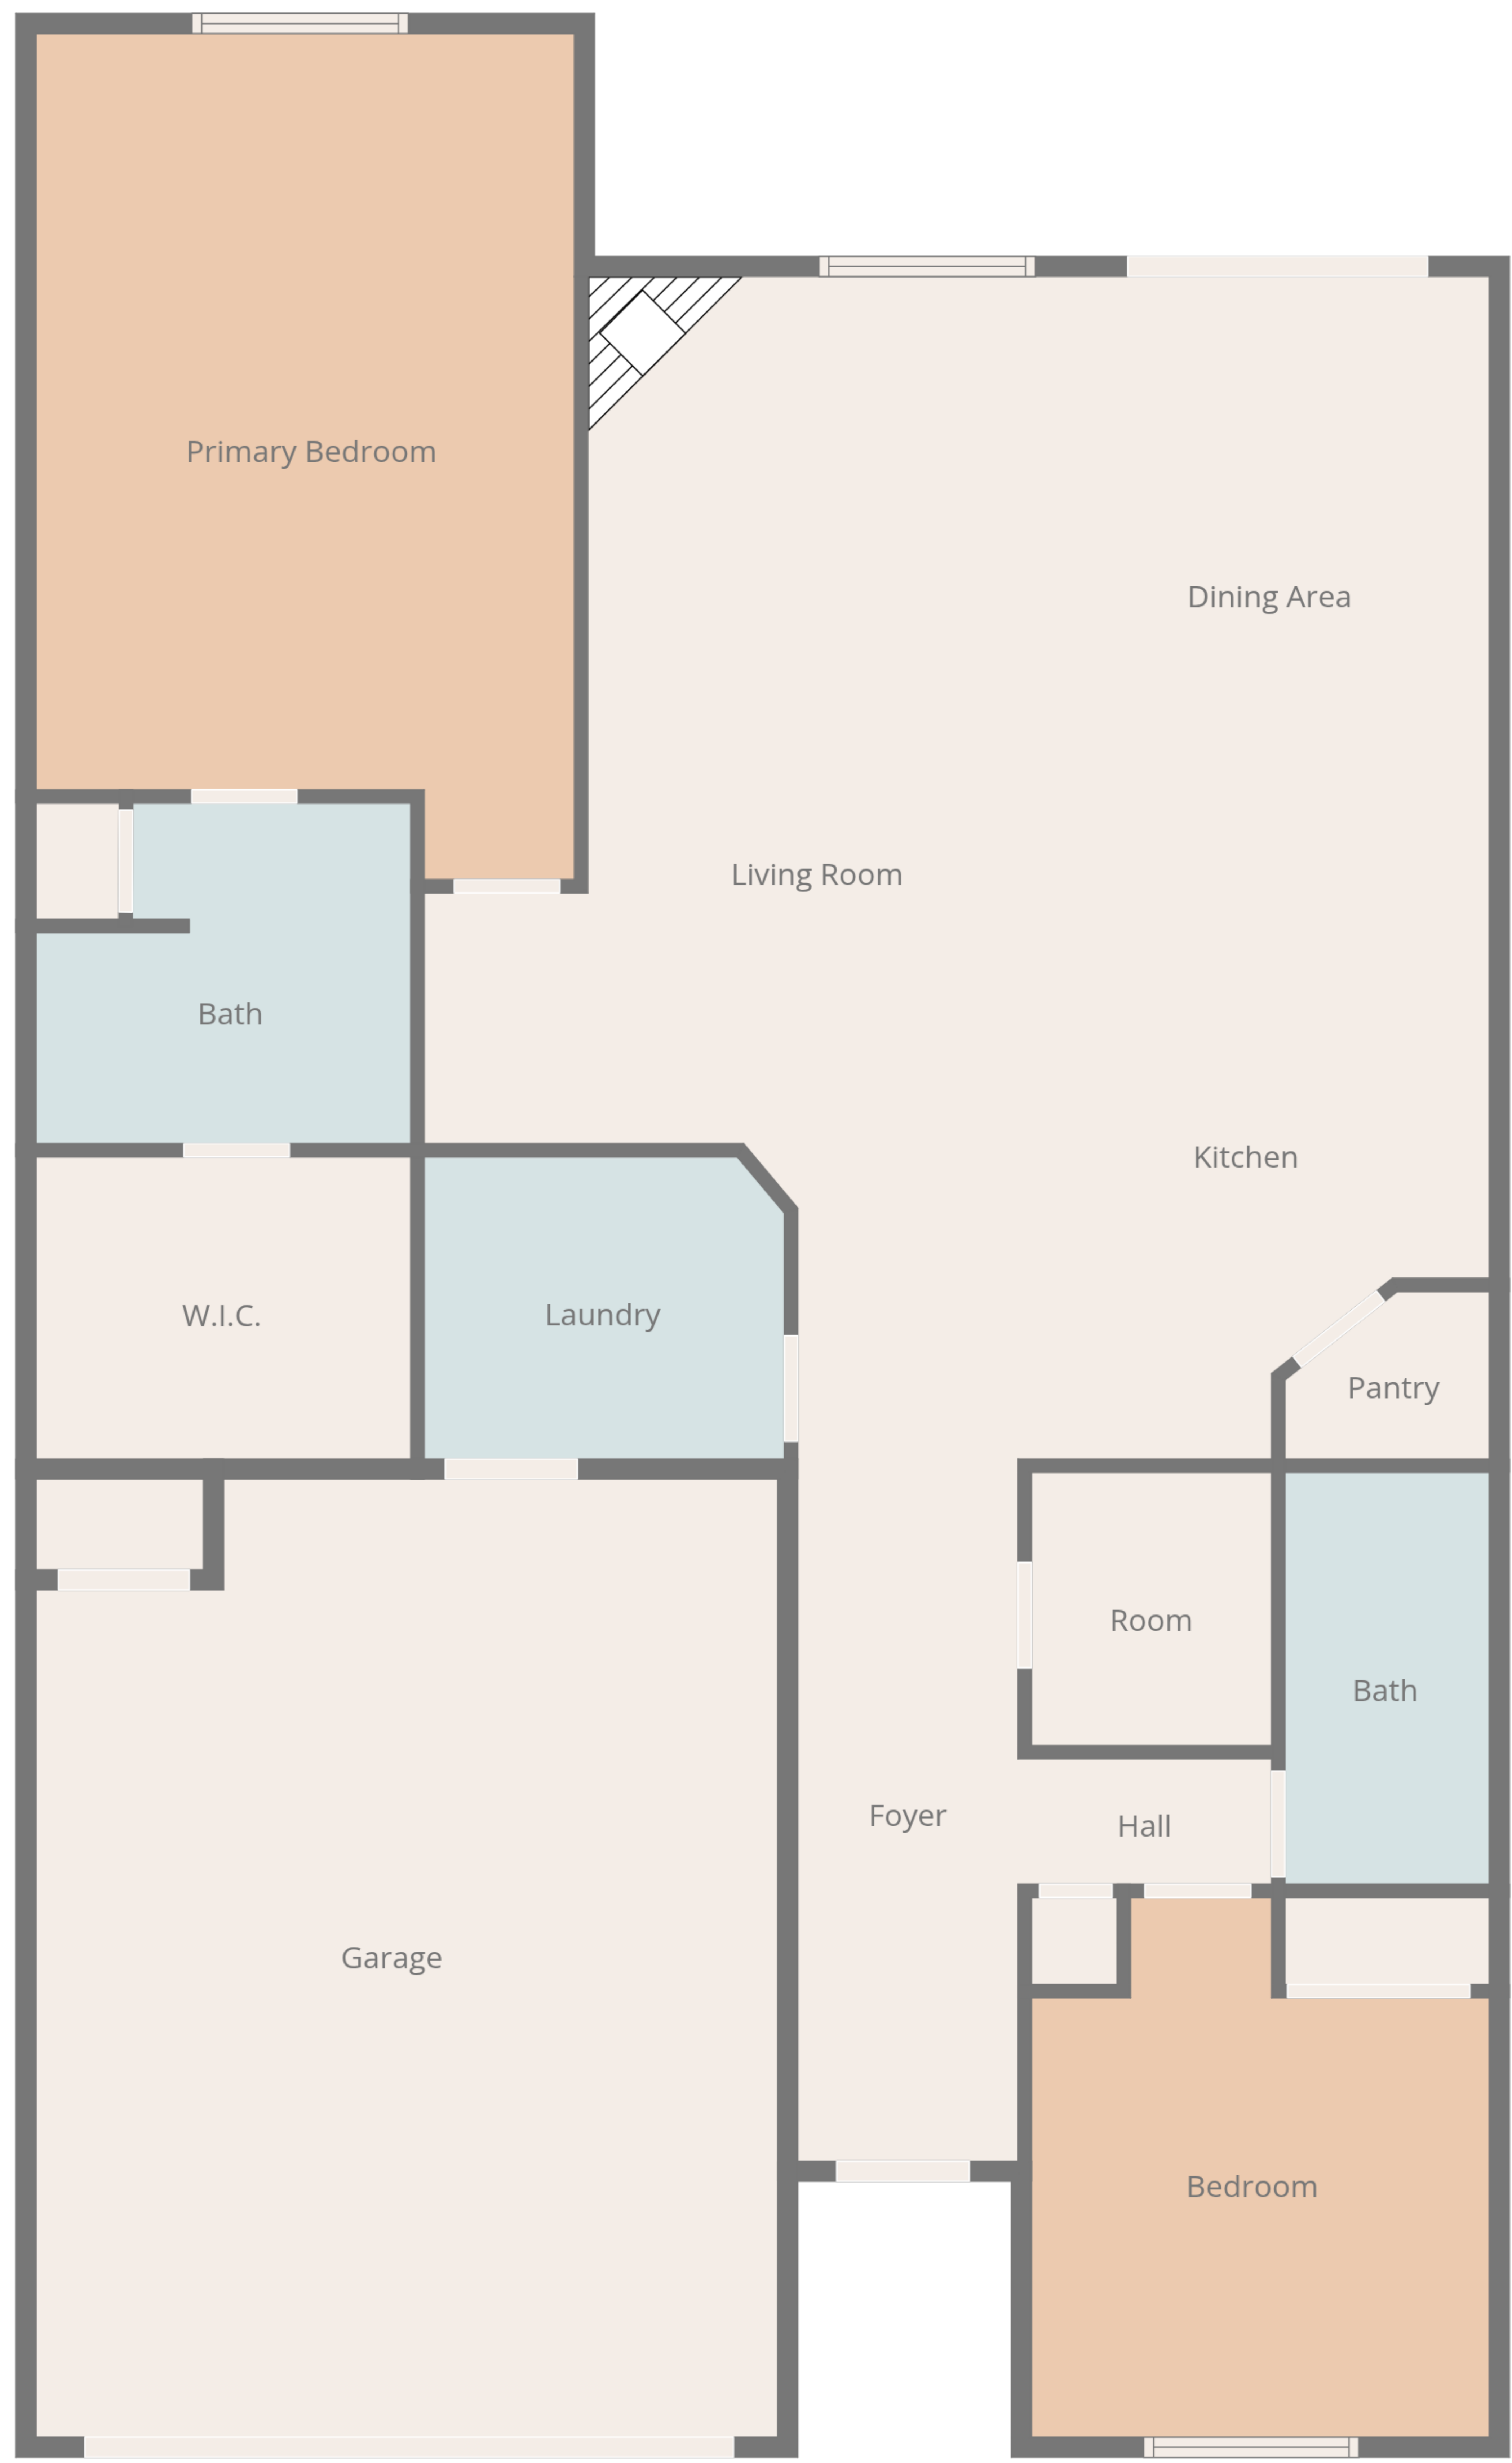 Primary Bedroom
Dining Area
Living Room
Bath
Kitchen
W.I.C.
Laundry
Pantry
Room
Bath
Foyer
Hall
Garage
Bedroom